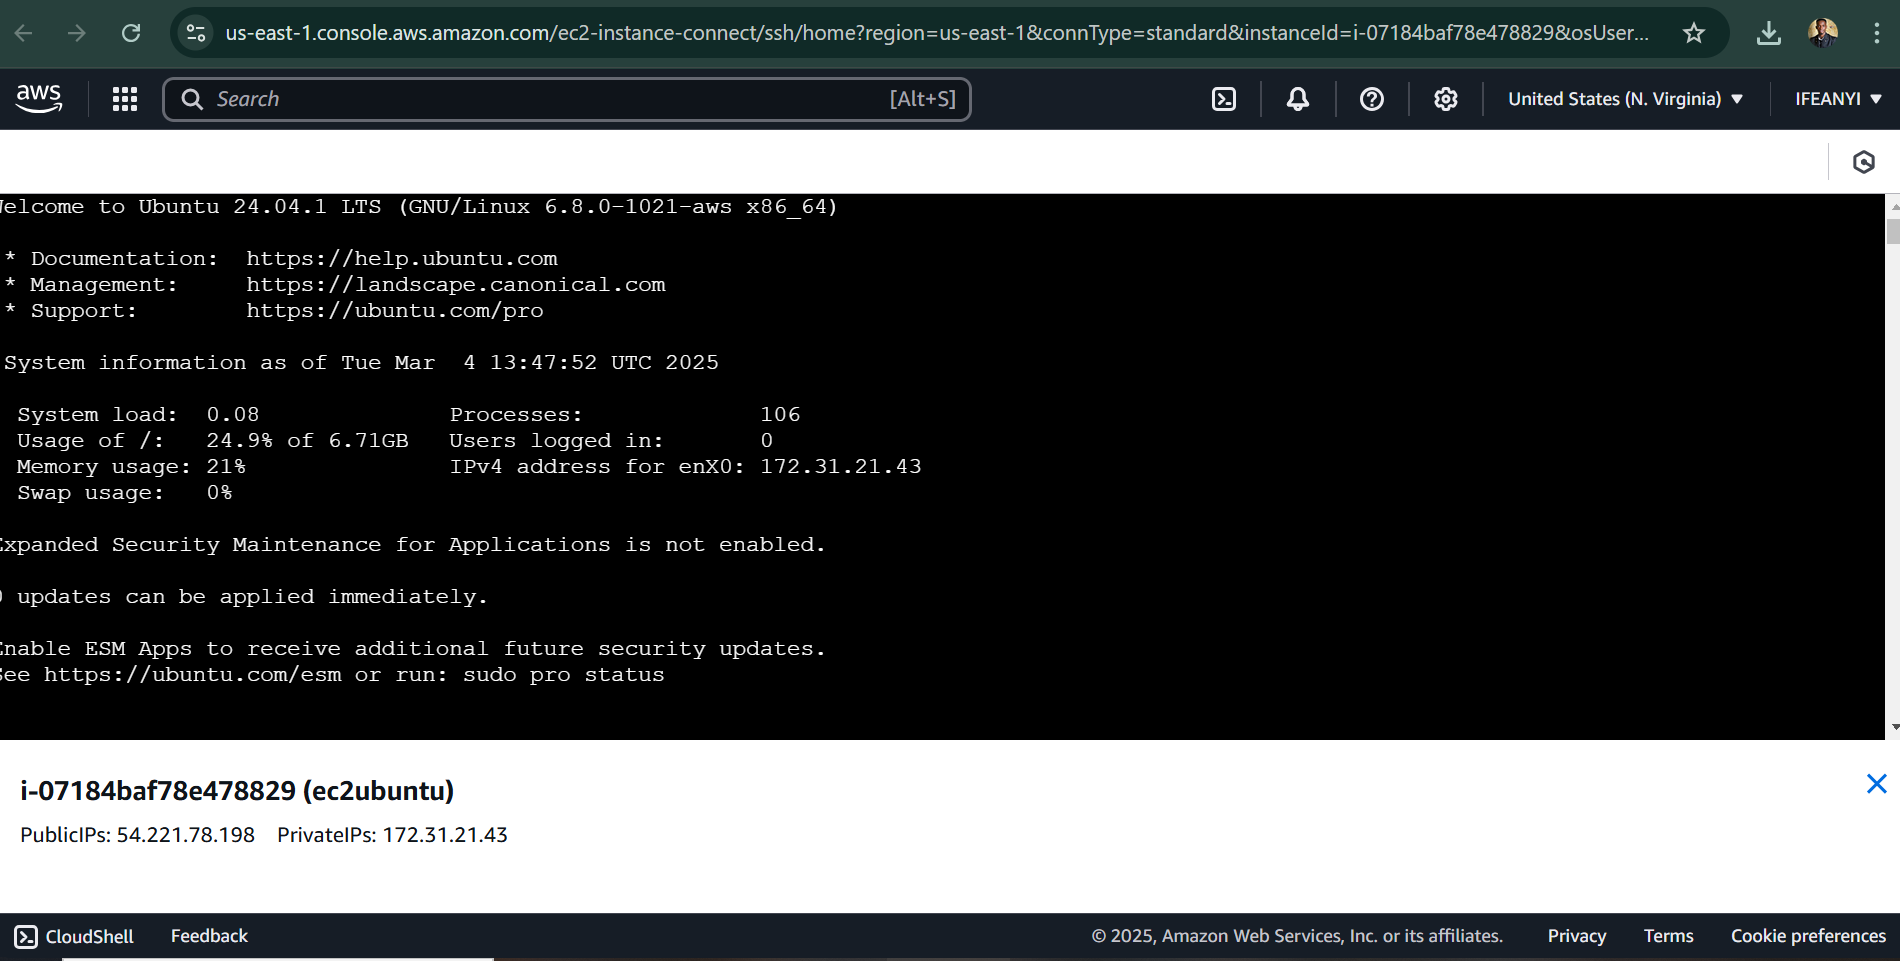 us-east-1.console.aws.amazon.com/ec2-instance-connect/ssh/home?region=us-east-1&connType=standard&instanceId=i-07184baf78e478829&osUser...
aws Search [Alt+S] United States (N. Virginia) IFEANYI
elcome to Ubuntu 24.04.1 LTS (GNU/Linux 6.8.0-1021-aws x86_64)
* Documentation: https://help.ubuntu.com
* Management: https://landscape.canonical.com
* Support: https://ubuntu.com/pro
System information as of Tue Mar 4 13:47:52 UTC 2025
System load: 0.08 Processes: 106
Usage of /: 24.9% of 6.71GB Users logged in: 0
Memory usage: 21% IPv4 address for enX0: 172.31.21.43
Swap usage: 0%
xpanded Security Maintenance for Applications is not enabled.
updates can be applied immediately.
nable ESM Apps to receive additional future security updates.
ee https://ubuntu.com/esm or run: sudo pro status
i-07184baf78e478829 (ec2ubuntu)
PublicIPs: 54.221.78.198 PrivateIPs: 172.31.21.43
CloudShell Feedback © 2025, Amazon Web Services, Inc. or its affiliates. Privacy Terms Cookie preferences